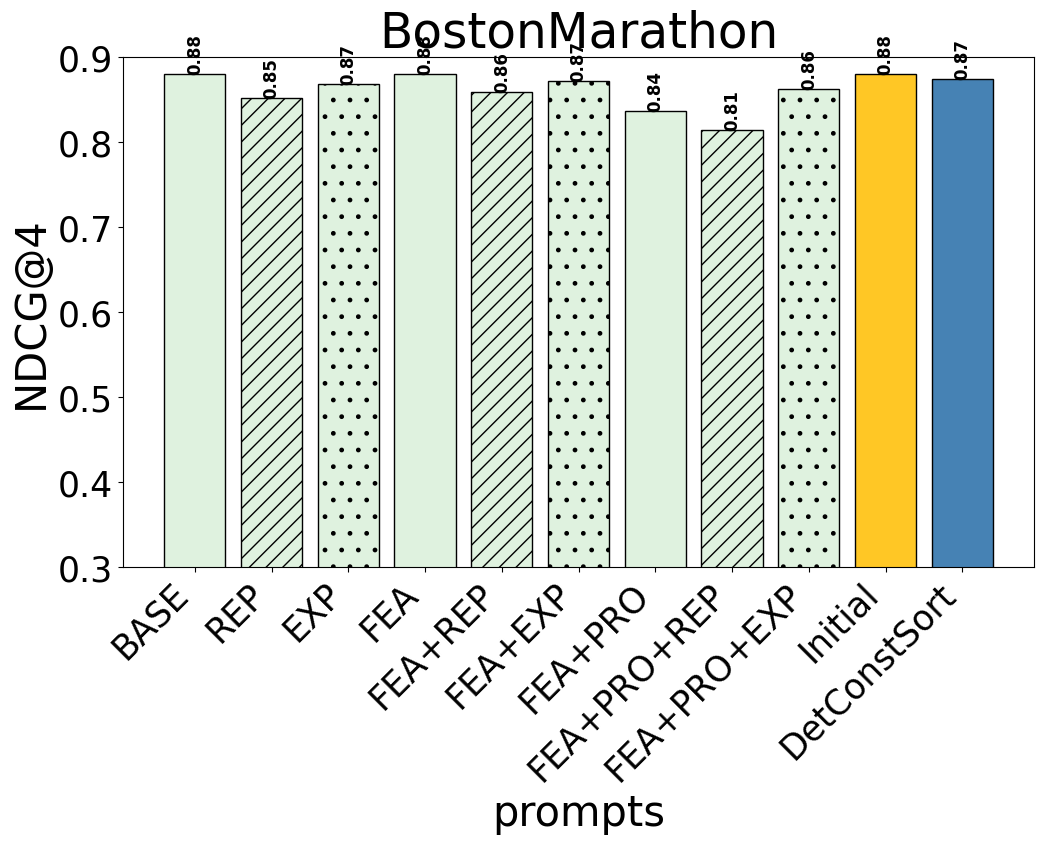 BostonMarathon
0.88
0.85
0.87
0.88
0.86
0.87
0.84
0.81
0.86
0.88
0.87
NDCG@4
0.9
0.8
0.7
0.6
0.5
0.4
0.3
BASE
REP
EXP
FEA
FEA+REP
FEA+EXP
FEA+PRO
FEA+PRO+REP
FEA+PRO+EXP
Initial
DetConstSort
prompts